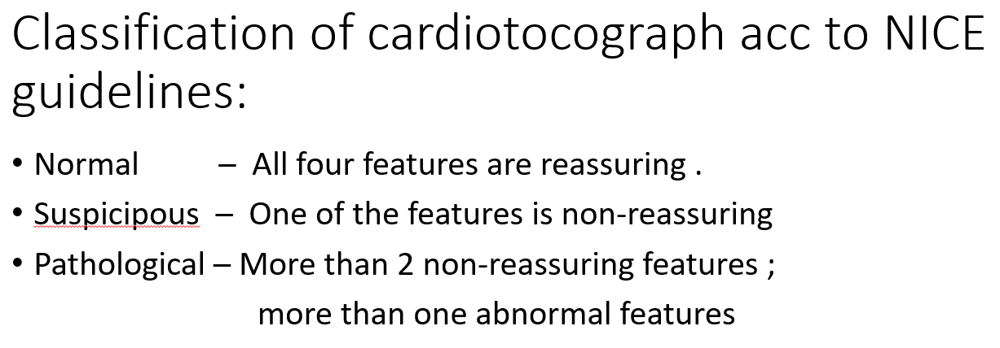 Classification of cardiotocograph acc to NICE
guidelines:
• Normal – All four features are reassuring .
• Suspicipous – One of the features is non-reassuring
• Pathological – More than 2 non-reassuring features ;
more than one abnormal features